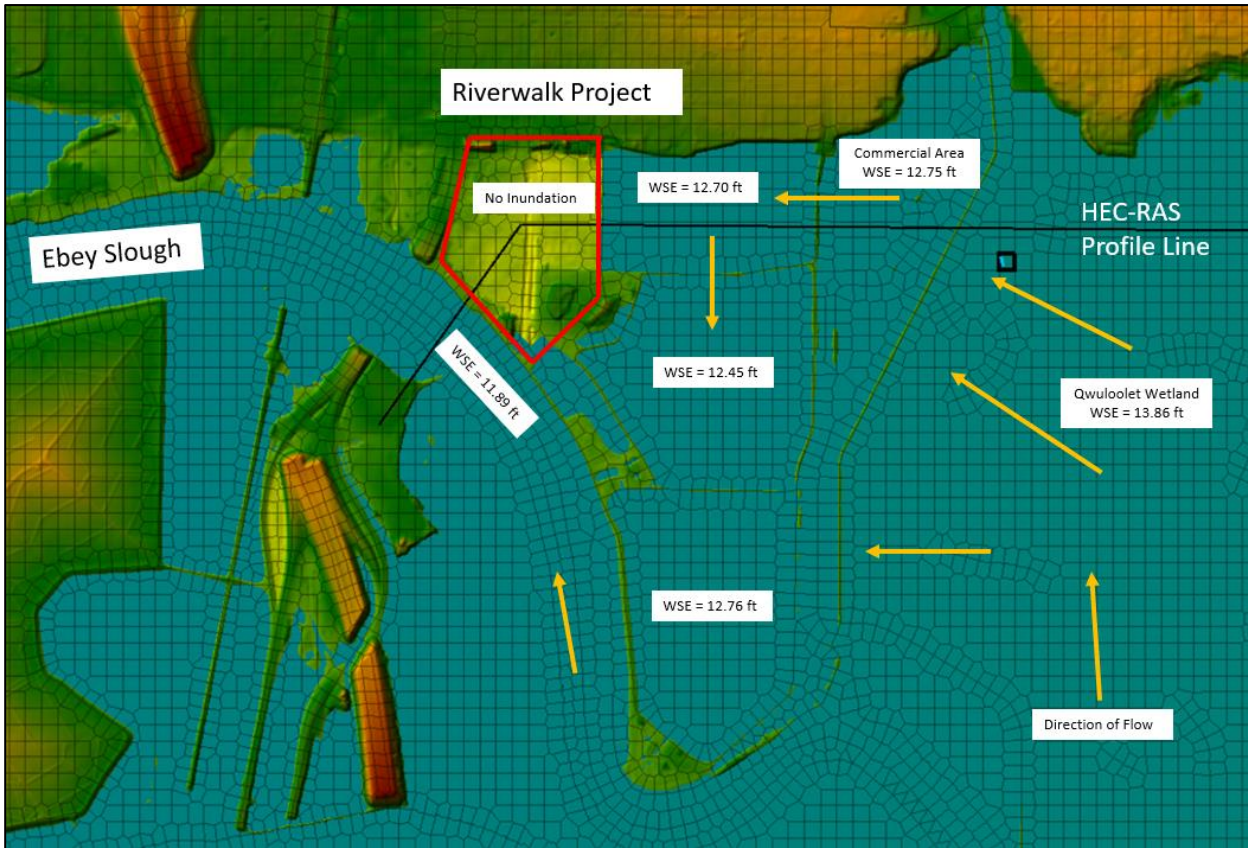 Riverwalk Project
Commercial Area
WSE = 12.75 ft
WSE = 12.70 ft
No Inundation
HEC-RAS
Profile Line
Ebey Slough
WSE = 11.89 ft
WSE = 12.45 ft
Qwuloolet Wetland
WSE = 13.86 ft
WSE = 12.76 ft
Direction of Flow